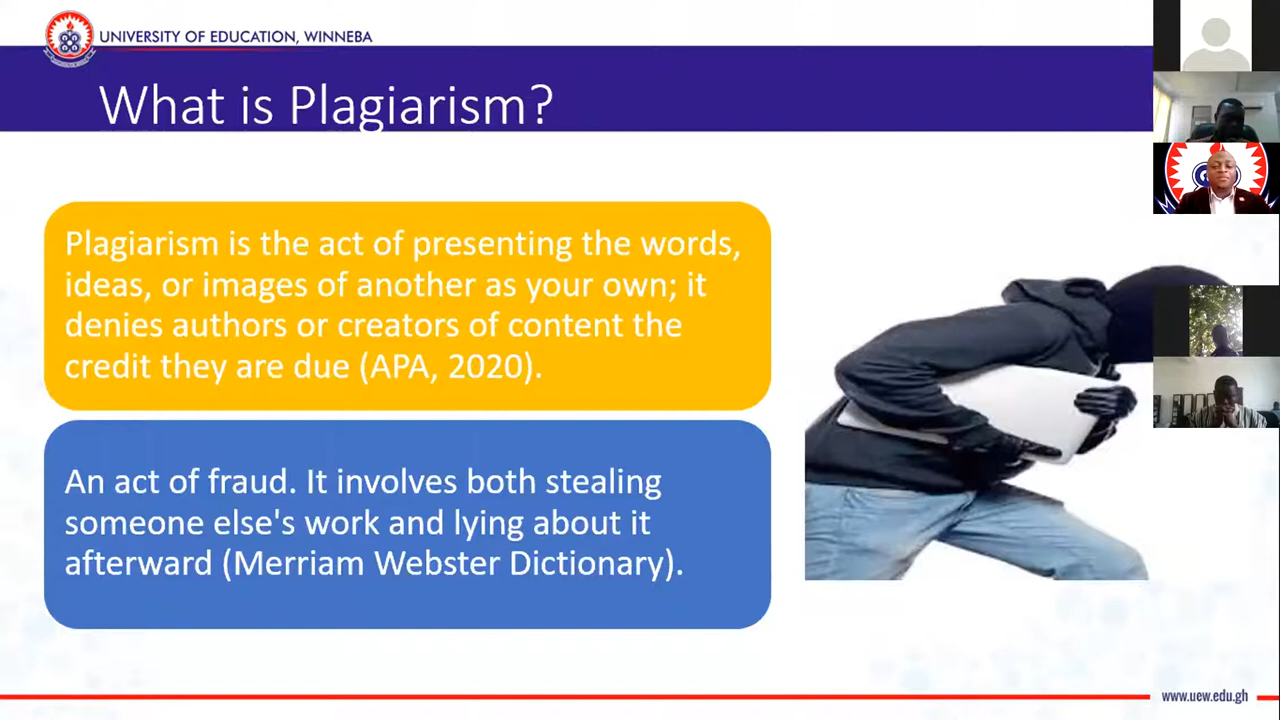 UNIVERSITY OF EDUCATION, WINNEBA
What is Plagiarism?
Plagiarism is the act of presenting the words,
ideas, or images of another as your own; it
denies authors or creators of content the
credit they are due (APA, 2020).
An act of fraud. It involves both stealing
someone else's work and lying about it
afterward (Merriam Webster Dictionary).
www.uew.edu.gh